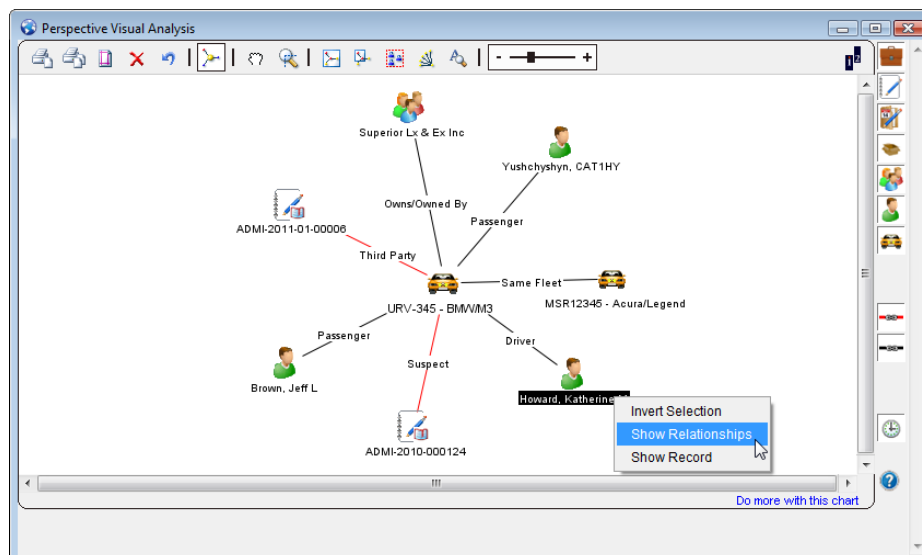 Perspective Visual Analysis
- +
1 2
Superior Lx & Ex Inc
Yushchyshyn, CAT1HY
Owns/Owned By
Passenger
ADMI-2011-01-00006
Third Party
Same Fleet
MSR12345 - Acura/Legend
URV-345 - BMW/M3
Passenger
Driver
Suspect
Brown, Jeff L
Howard, Katherine
Invert Selection
Show Relationships
Show Record
ADMI-2010-000124
Do more with this chart